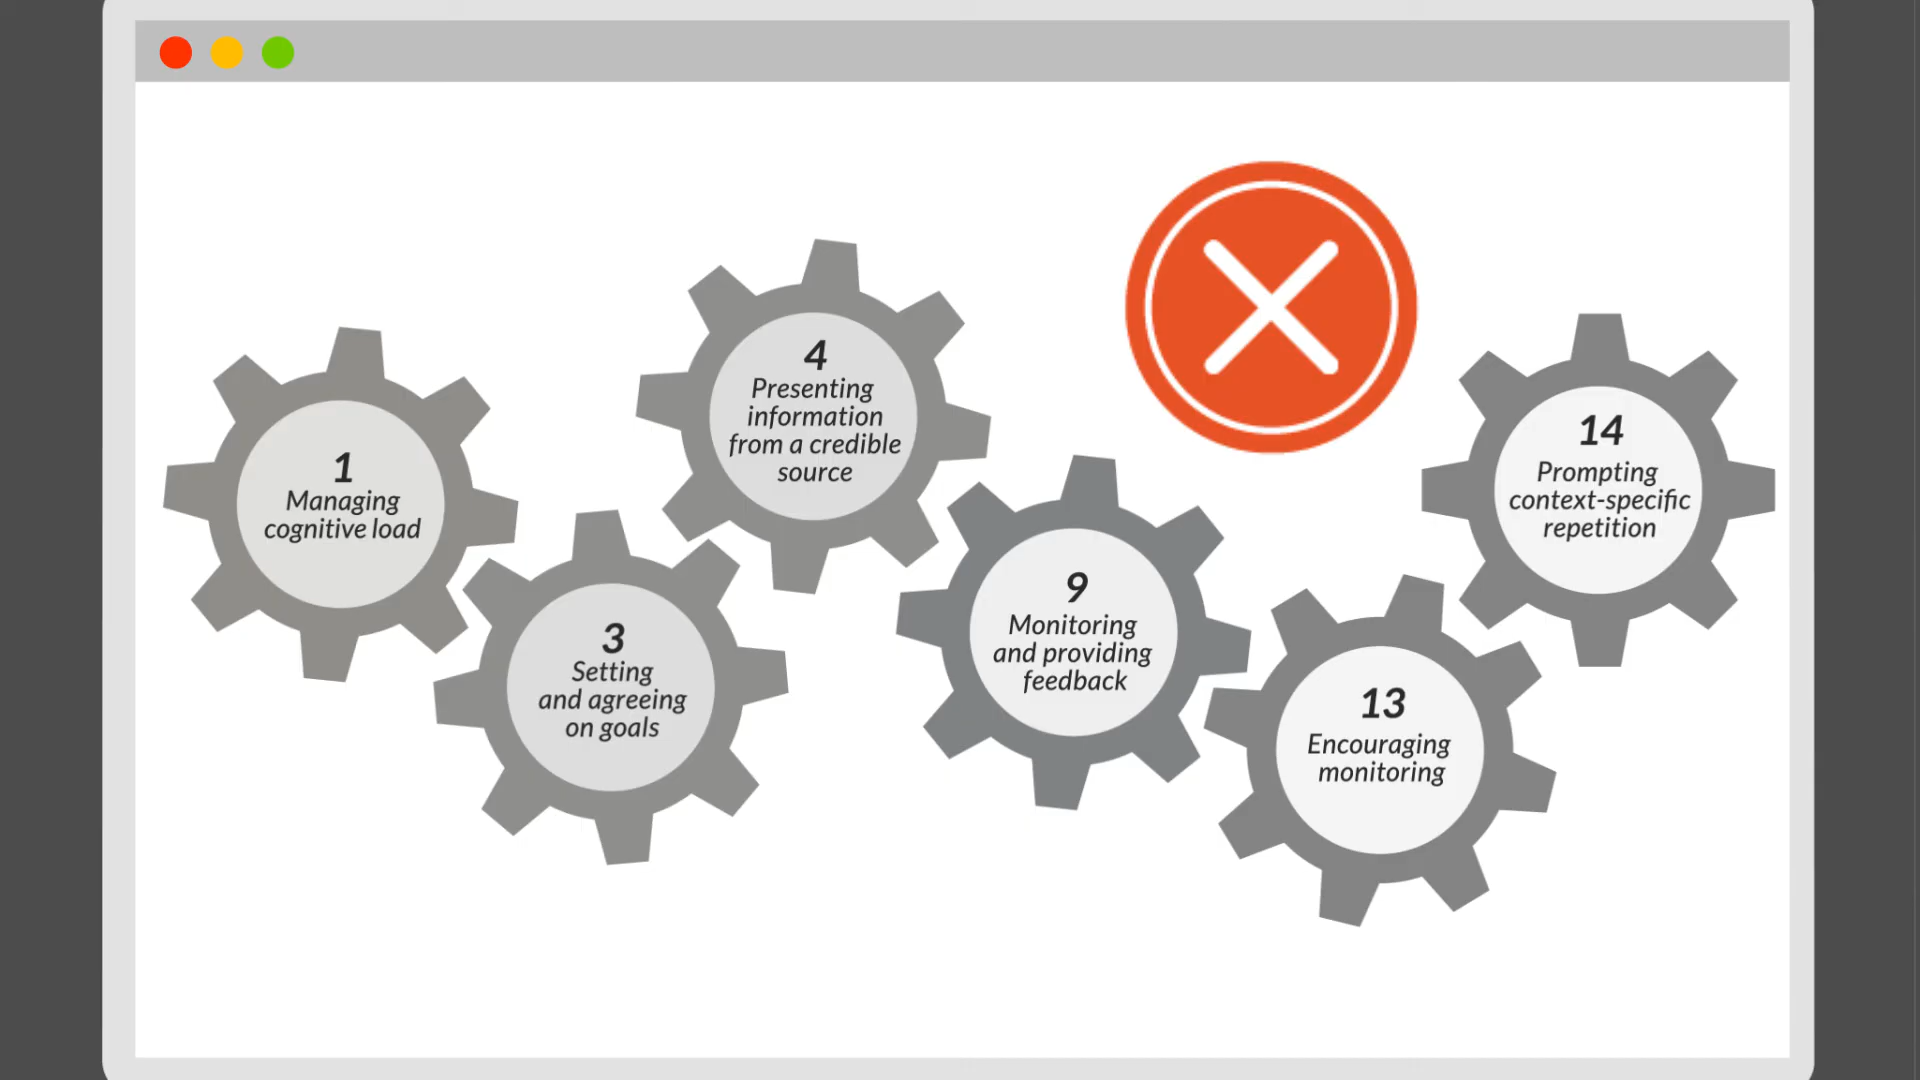 1
Managing
cognitive load
3
Setting
and agreeing
on goals
4
Presenting
information
from a credible
source
9
Monitoring
and providing
feedback
13
Encouraging
monitoring
14
Prompting
context-specific
repetition